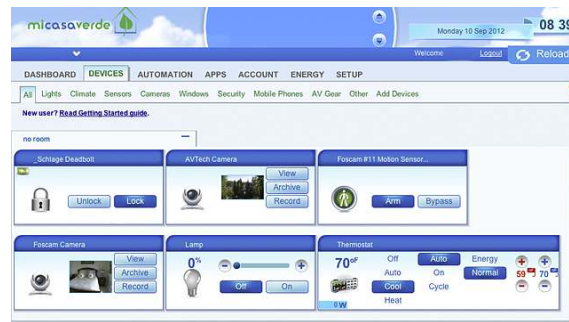 micasaverde
Monday
10 Sep 2012
08 39
Welcome
Logout
Reload
DASHBOARD DEVICES AUTOMATION APPS ACCOUNT ENERGY SETUP
All Lights Climate Sensors Cameras Windows Security Mobile Phones AV Gear Other Add Devices
New user? Read Getting Started guide.
no room
_Schlage Deadbolt
Unlock Lock
AVTech Camera
View
Archive
Record
Foscam #11 Motion Sensor...
Arm Bypass
Foscam Camera
View
Archive
Record
Lamp
0%
Off On
Thermostat
70°F
0 W
Off Auto Energy
Auto On Normal
Cool Cycle
Heat
59 70